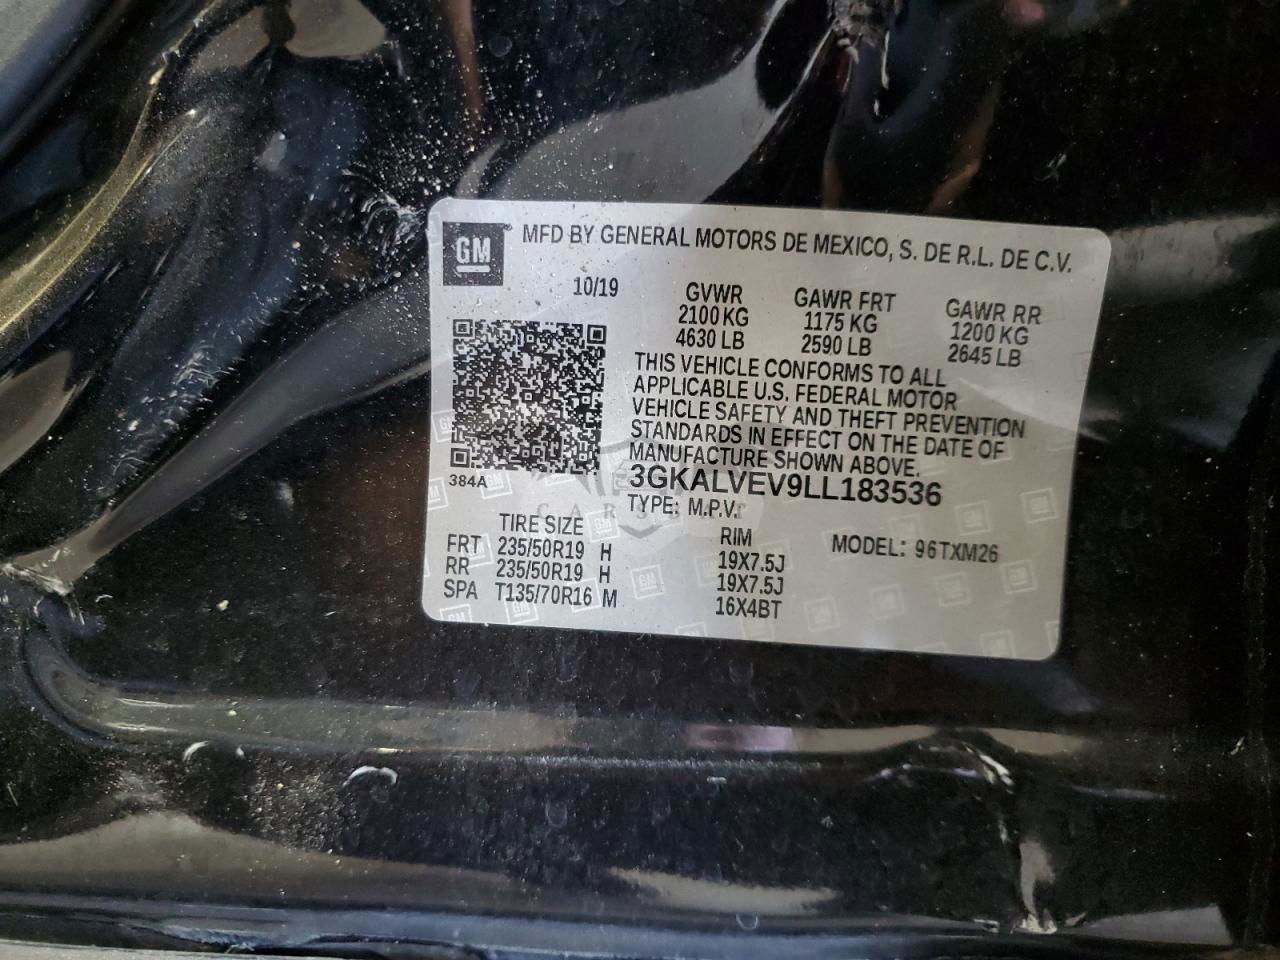 GM
MFD BY GENERAL MOTORS DE MEXICO, S. DE R.L. DE C.V.
10/19
GVWR GAWR FRT GAWR RR
2100 KG 1175 KG 1200 KG
4630 LB 2590 LB 2645 LB
THIS VEHICLE CONFORMS TO ALL
APPLICABLE U.S. FEDERAL MOTOR
VEHICLE SAFETY AND THEFT PREVENTION
STANDARDS IN EFFECT ON THE DATE OF
MANUFACTURE SHOWN ABOVE.
384A
3GKALVEV9LL183536
TYPE: M.P.V.
TIRE SIZE RIM MODEL: 96TXM26
FRT 235/50R19 H 19X7.5J
RR 235/50R19 H 19X7.5J
SPA T135/70R16 M 16X4BT